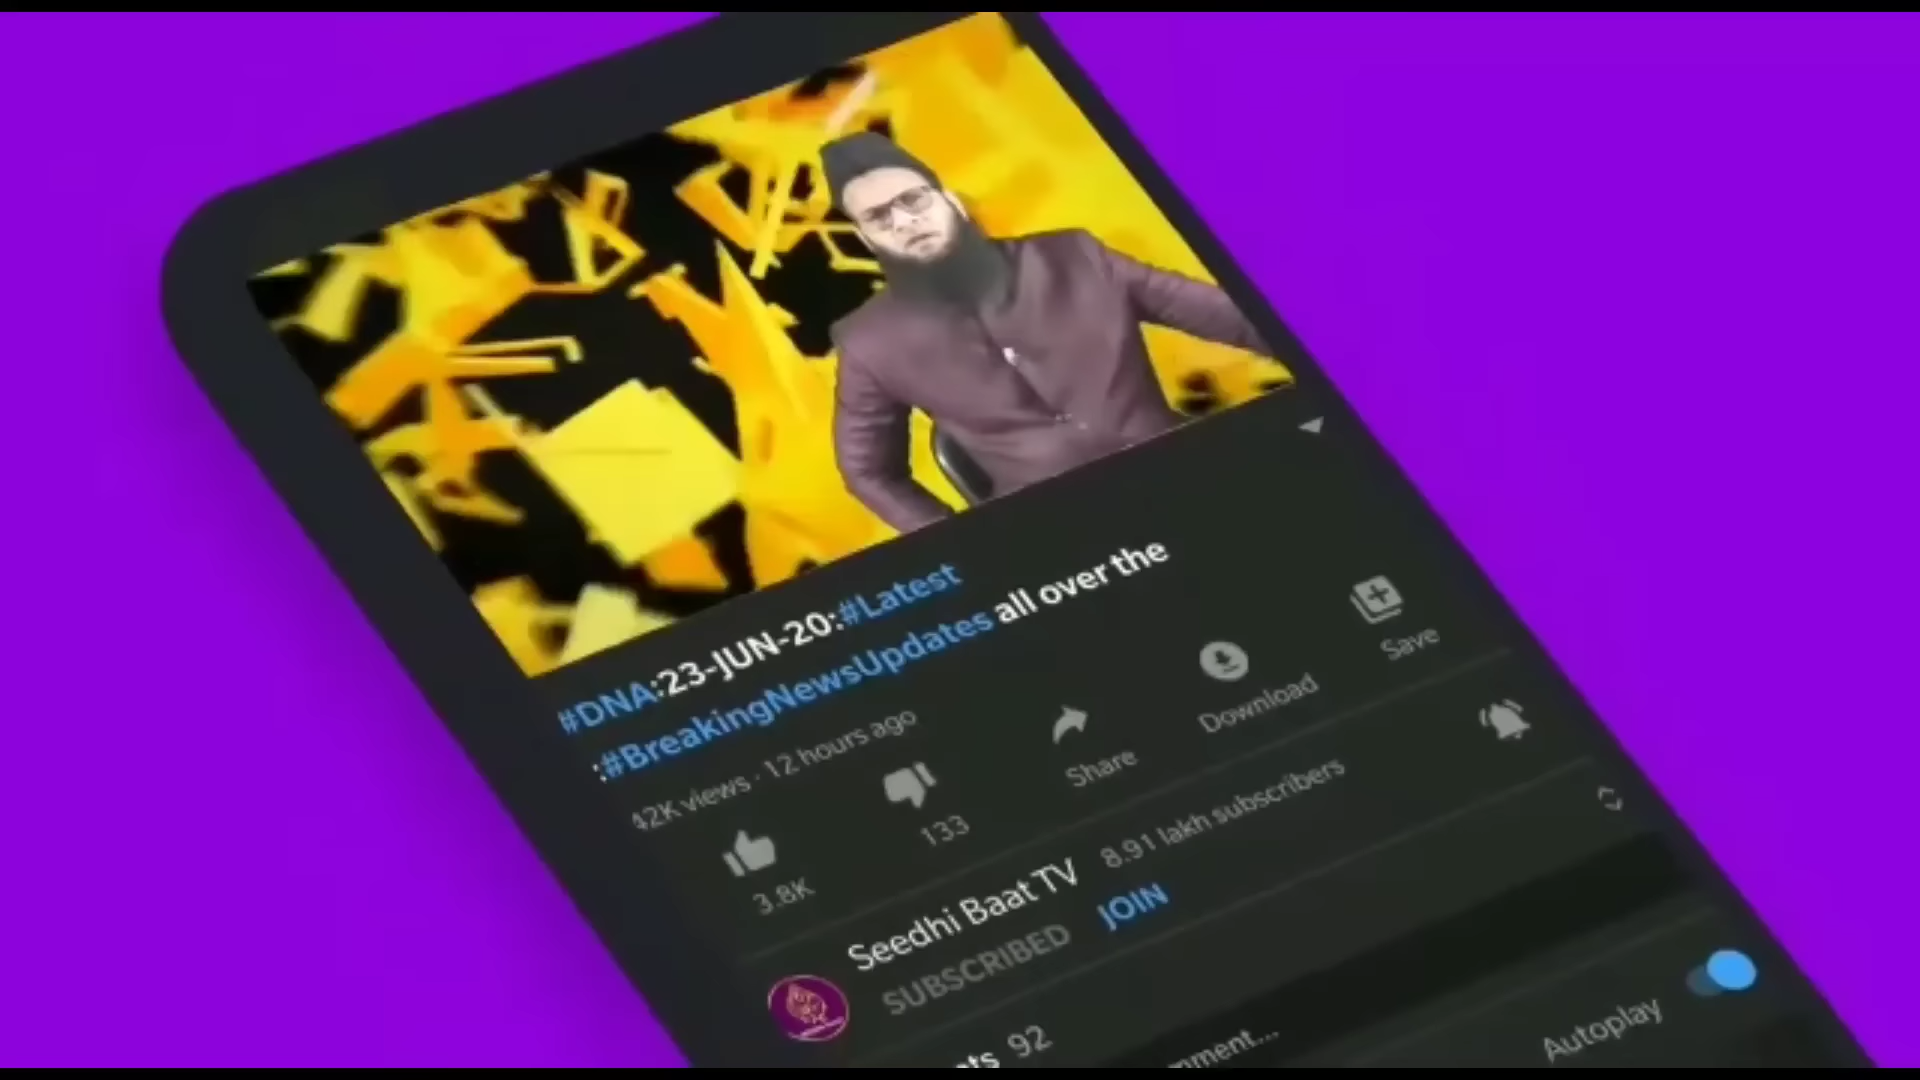 #DNA:23-JUN-20:#Latest
:#BreakingNewsUpdates all over the
42K views · 12 hours ago
3.8K
133
Share
Download
Save
Seedhi Baat TV 8.91 lakh subscribers
SUBSCRIBED JOIN
92
Autoplay